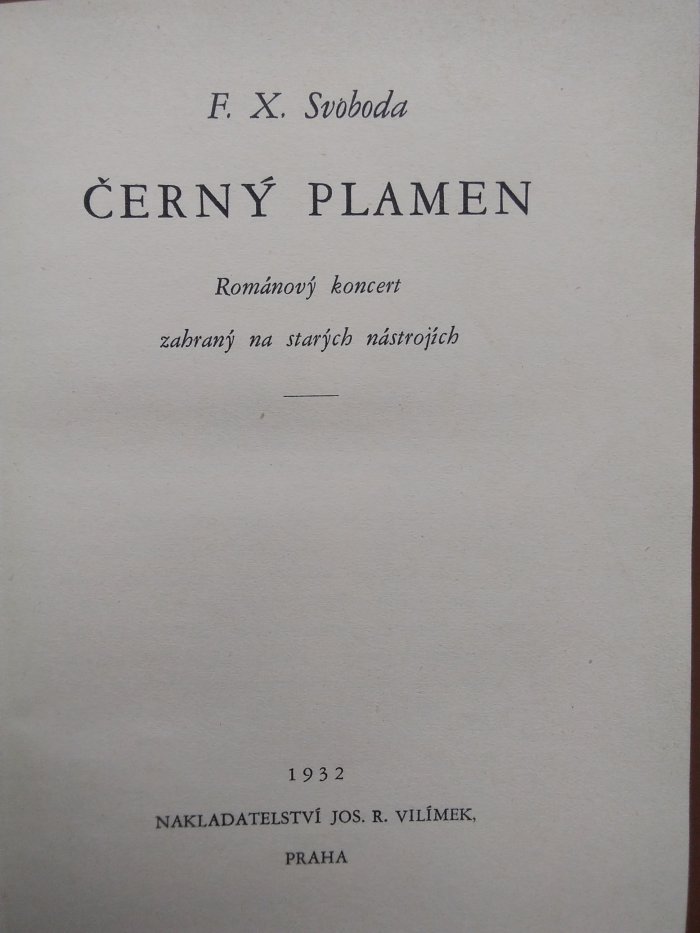 F. X. Svoboda
ČERNÝ PLAMEN
Románový koncert
zahraný na starých nástrojích
1932
NAKLADATELSTVÍ JOS. R. VILÍMEK,
PRAHA